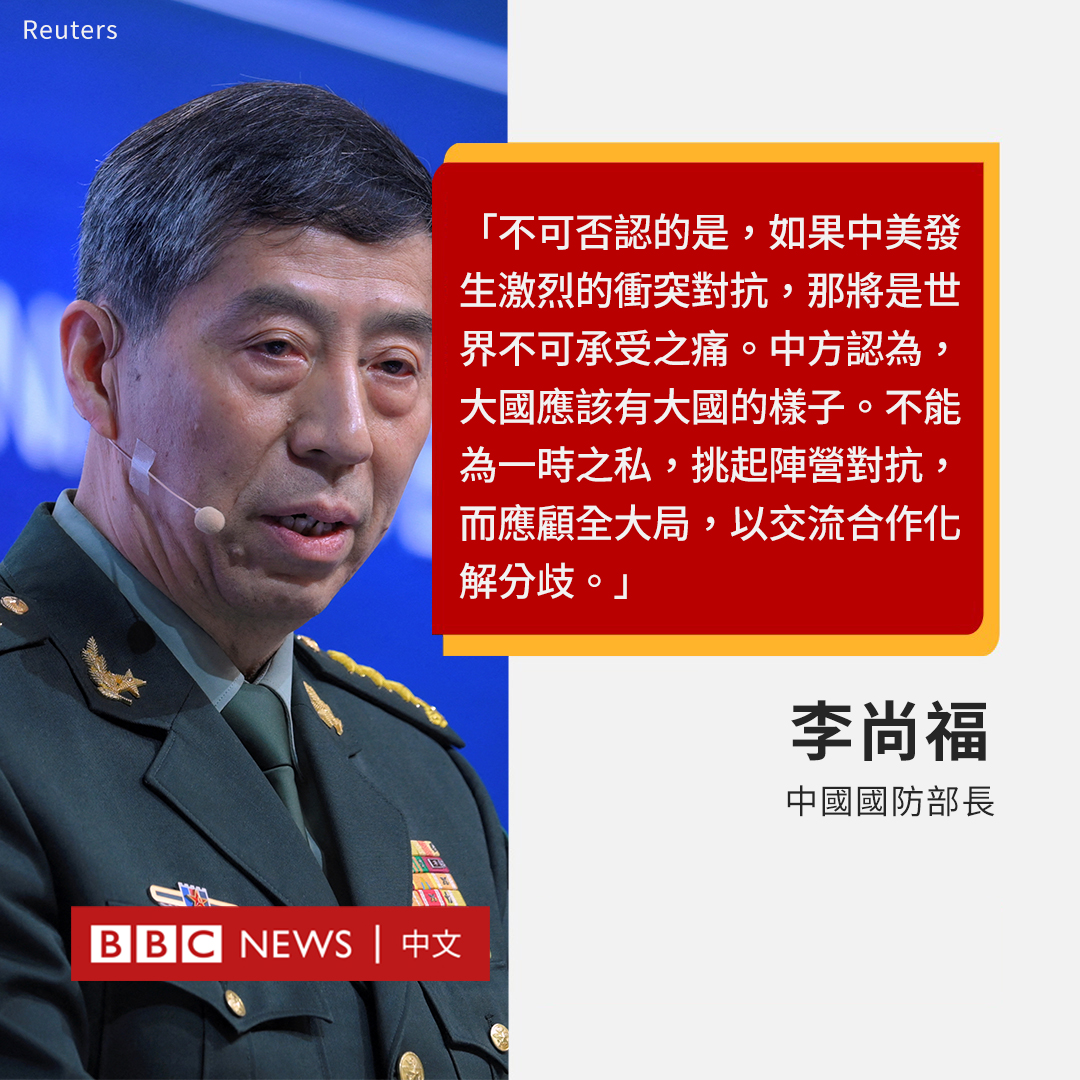 Reuters
「不可否認的是，如果中美發
生激烈的衝突對抗，那將是世
界不可承受之痛。中方認為，
大國應該有大國的樣子。不能
為一時之私，挑起陣營對抗，
而應顧全大局，以交流合作化
解分歧。」
李尚福
中國國防部長
BBC NEWS | 中文